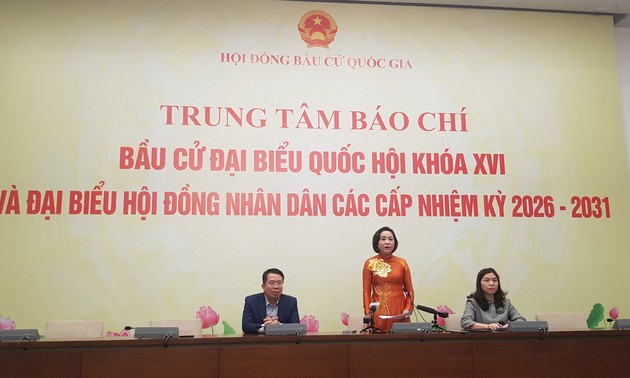 HỘI ĐỒNG BẦU CỬ QUỐC GIA
TRUNG TÂM BÁO CHÍ
BẦU CỬ ĐẠI BIỂU QUỐC HỘI KHÓA XVI
VÀ ĐẠI BIỂU HỘI ĐỒNG NHÂN DÂN CÁC CẤP NHIỆM KỲ 2026 - 2031